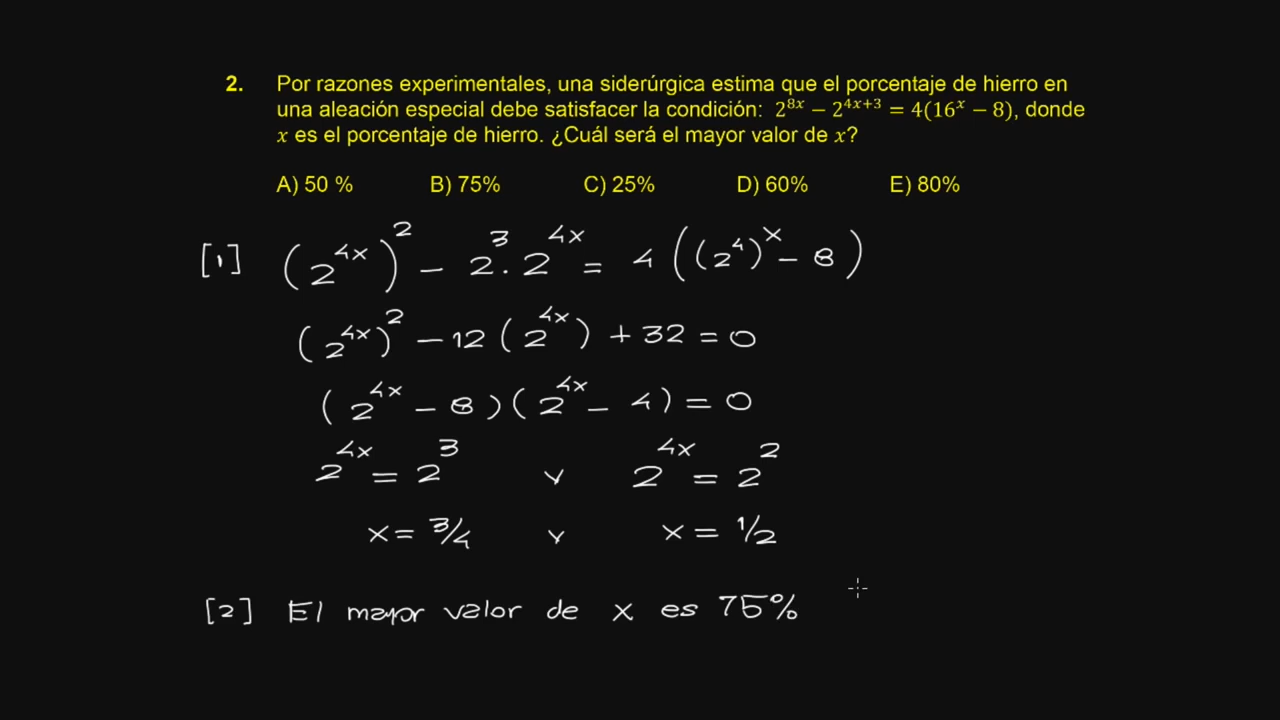 2. Por razones experimentales, una siderúrgica estima que el porcentaje de hierro en
una aleación especial debe satisfacer la condición: 2^{8x} − 2^{4x+3} = 4(16^x − 8), donde
x es el porcentaje de hierro. ¿Cuál será el mayor valor de x?
A) 50 % B) 75% C) 25% D) 60% E) 80%
[1] (2^{4x})^2 − 2^3 · 2^{4x} = 4((2^4)^x − 8)
(2^{4x})^2 − 12(2^{4x}) + 32 = 0
(2^{4x} − 8)(2^{4x} − 4) = 0
2^{4x} = 2^3 v 2^{4x} = 2^2
x = 3/4 v x = 1/2
[2] El mayor valor de x es 75%